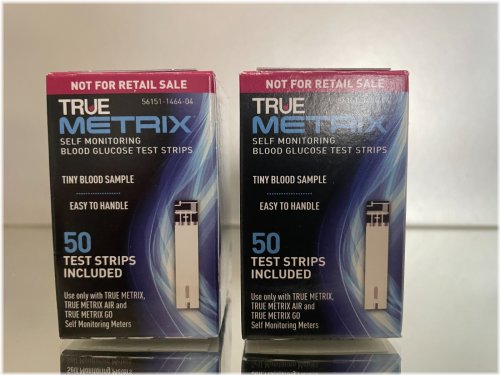 NOT FOR RETAIL SALE
56151-1464-04
TRUE
METRIX
SELF MONITORING
BLOOD GLUCOSE TEST STRIPS
TINY BLOOD SAMPLE
EASY TO HANDLE
50
TEST STRIPS
INCLUDED
Use only with TRUE METRIX,
TRUE METRIX AIR and
TRUE METRIX GO
Self Monitoring Meters
NOT FOR RETAIL SALE
TRUE
METRIX
SELF MONITORING
BLOOD GLUCOSE TEST STRIPS
TINY BLOOD SAMPLE
EASY TO HANDLE
50
TEST STRIPS
INCLUDED
Use only with TRUE METRIX,
TRUE METRIX AIR and
TRUE METRIX GO
Self Monitoring Meters